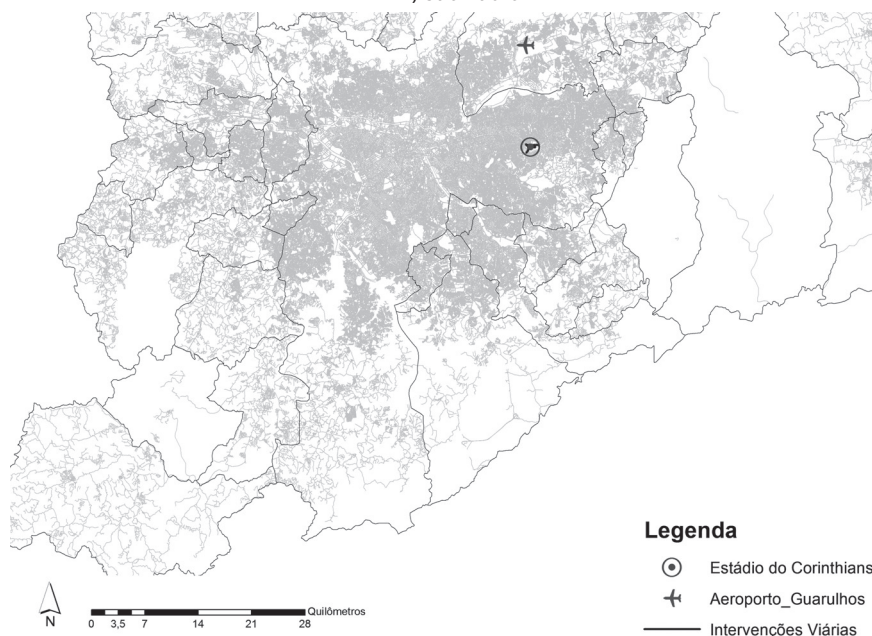 Legenda
Estádio do Corinthians
Aeroporto_Guarulhos
Intervenções Viárias
N
Quilômetros
0 3,5 7 14 21 28